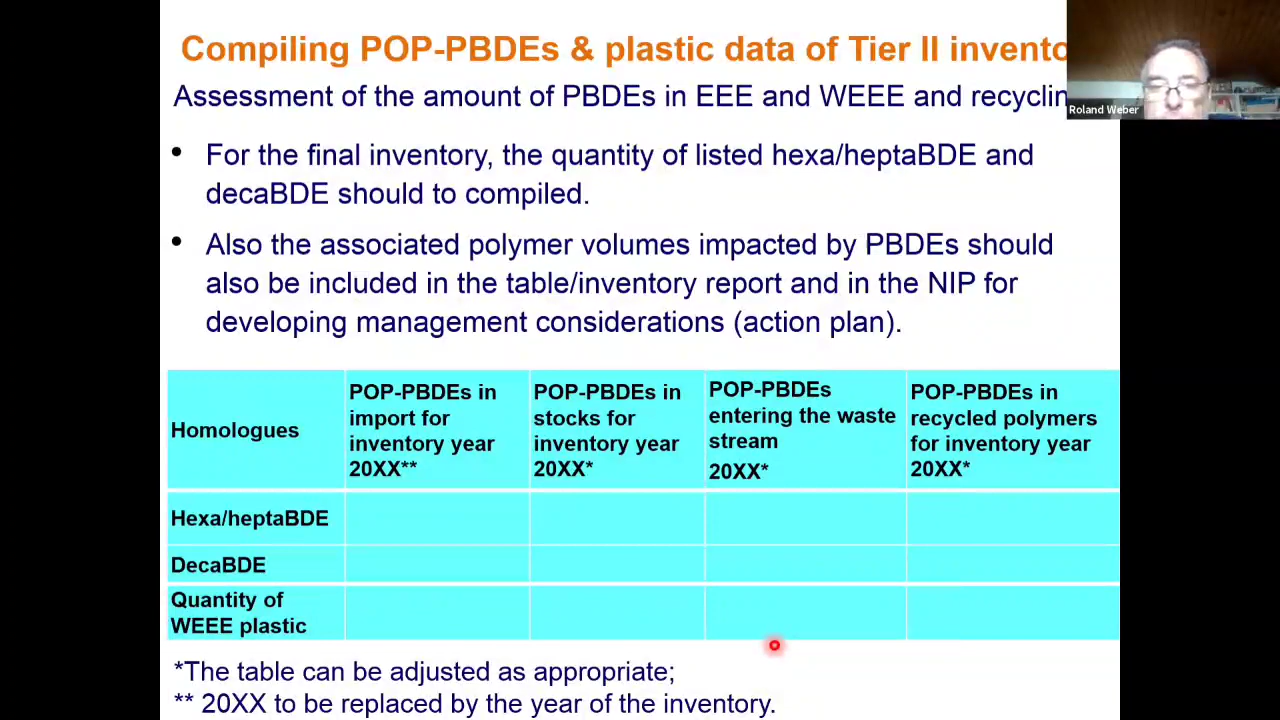 Compiling POP-PBDEs & plastic data of Tier II invento
Assessment of the amount of PBDEs in EEE and WEEE and recyclin
Roland Weber
• For the final inventory, the quantity of listed hexa/heptaBDE and
decaBDE should to compiled.
• Also the associated polymer volumes impacted by PBDEs should
also be included in the table/inventory report and in the NIP for
developing management considerations (action plan).
Homologues
POP-PBDEs in
import for
inventory year
20XX**
POP-PBDEs in
stocks for
inventory year
20XX*
POP-PBDEs
entering the waste
stream
20XX*
POP-PBDEs in
recycled polymers
for inventory year
20XX*
Hexa/heptaBDE
DecaBDE
Quantity of
WEEE plastic
*The table can be adjusted as appropriate;
** 20XX to be replaced by the year of the inventory.